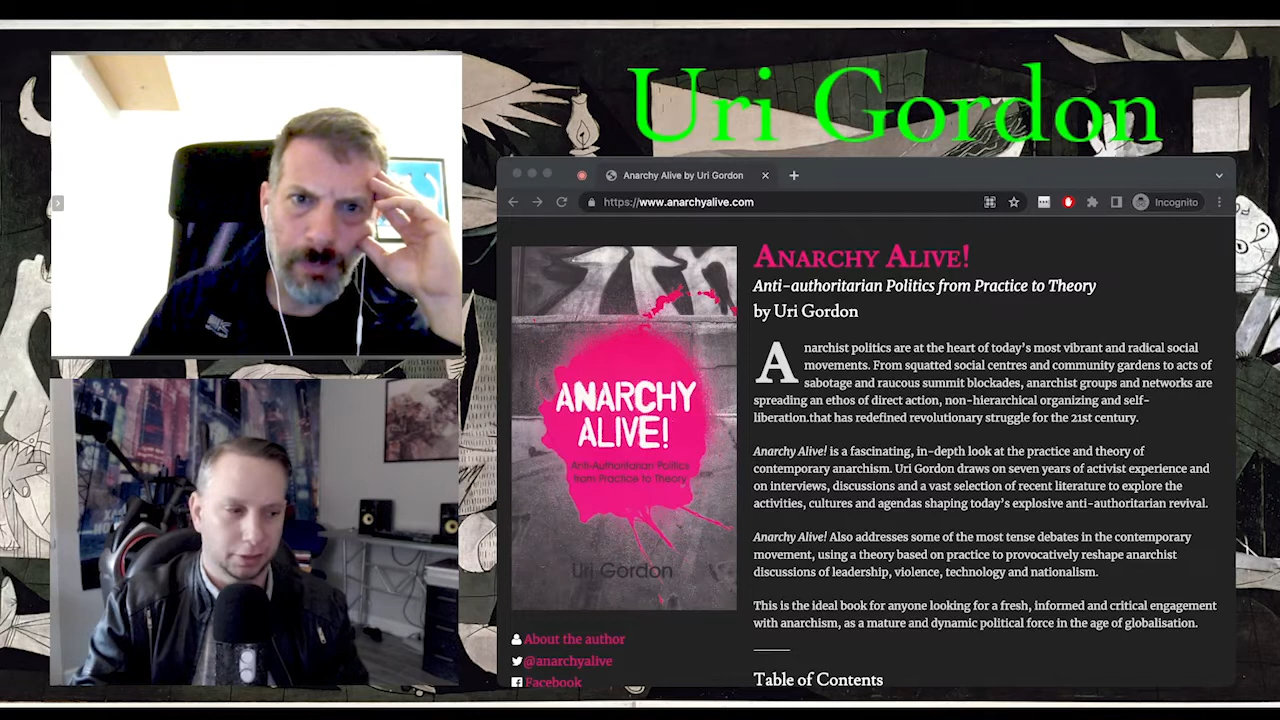 Uri Gordon
Anarchy Alive by Uri Gordon
https://www.anarchyalive.com
Incognito
ANARCHY
ALIVE!
Anti-Authoritarian Politics
from Practice to Theory
Uri Gordon
About the author
@anarchyalive
Facebook
ANARCHY ALIVE!
Anti-authoritarian Politics from Practice to Theory
by Uri Gordon
Anarchist politics are at the heart of today's most vibrant and radical social
movements. From squatted social centres and community gardens to acts of
sabotage and raucous summit blockades, anarchist groups and networks are
spreading an ethos of direct action, non-hierarchical organizing and self-
liberation.that has redefined revolutionary struggle for the 21st century.
Anarchy Alive! is a fascinating, in-depth look at the practice and theory of
contemporary anarchism. Uri Gordon draws on seven years of activist experience and
on interviews, discussions and a vast selection of recent literature to explore the
activities, cultures and agendas shaping today's explosive anti-authoritarian revival.
Anarchy Alive! Also addresses some of the most tense debates in the contemporary
movement, using a theory based on practice to provocatively reshape anarchist
discussions of leadership, violence, technology and nationalism.
This is the ideal book for anyone looking for a fresh, informed and critical engagement
with anarchism, as a mature and dynamic political force in the age of globalisation.
Table of Contents